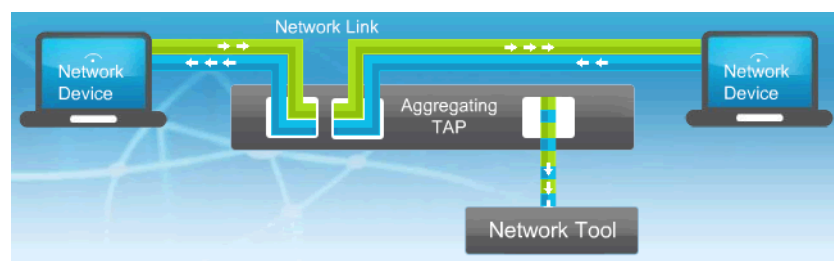 Network Link
Network
Device
Network
Device
Aggregating
TAP
Network Tool